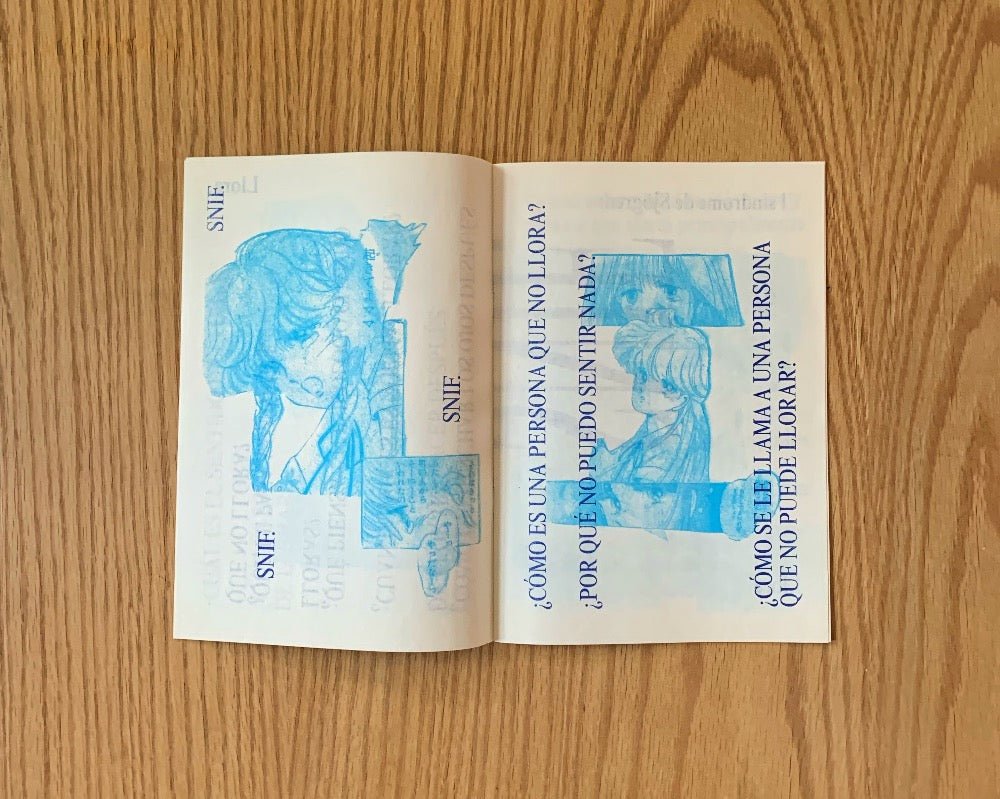 SNIF.
SNIF.
SNIF.
¿CÓMO ES UNA PERSONA QUE NO LLORA?
¿POR QUÉ NO PUEDO SENTIR NADA?
¿CÓMO SE LE LLAMA A UNA PERSONA
QUE NO PUEDE LLORAR?